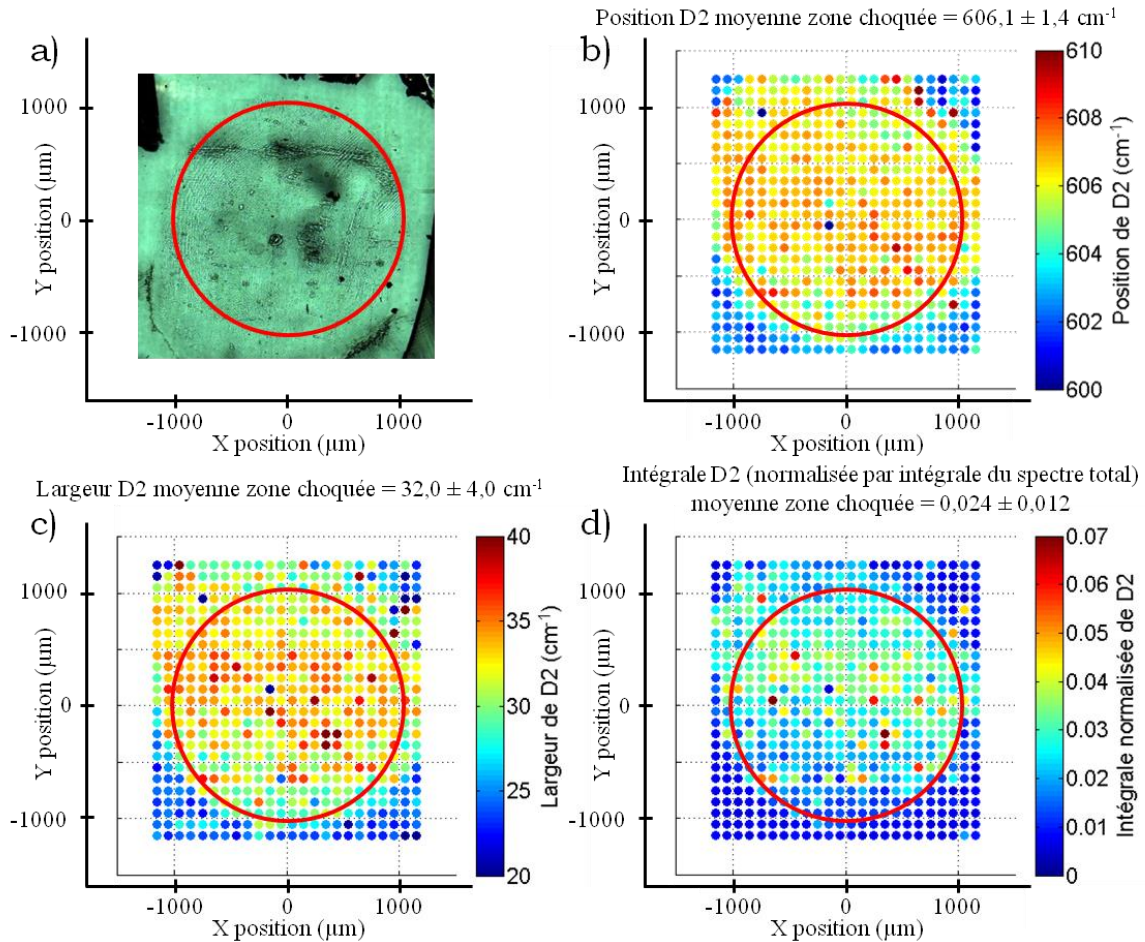 Position D2 moyenne zone choquée = 606,1 ± 1,4 cm⁻¹
a)
1000
0
-1000
Y position (µm)
-1000
0
1000
X position (µm)
b)
1000
0
-1000
Y position (µm)
-1000
0
1000
X position (µm)
610
608
606
604
602
600
Position de D2 (cm⁻¹)
Largeur D2 moyenne zone choquée = 32,0 ± 4,0 cm⁻¹
c)
1000
0
-1000
Y position (µm)
-1000
0
1000
X position (µm)
40
35
30
25
20
Largeur de D2 (cm⁻¹)
Intégrale D2 (normalisée par intégrale du spectre total)
moyenne zone choquée = 0,024 ± 0,012
d)
1000
0
-1000
Y position (µm)
-1000
0
1000
X position (µm)
0.07
0.06
0.05
0.04
0.03
0.02
0.01
0
Intégrale normalisée de D2